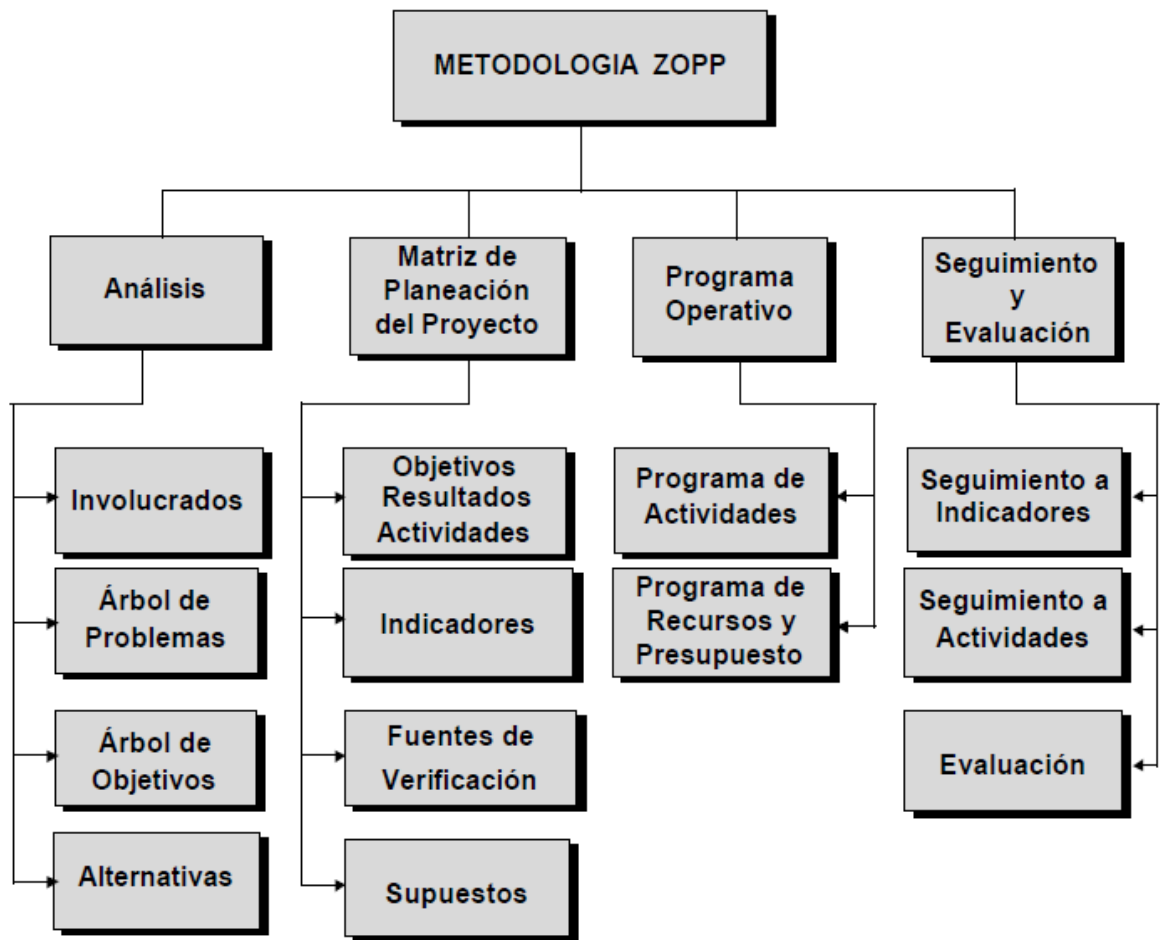 METODOLOGIA ZOPP
Análisis
Matriz de
Planeación
del Proyecto
Programa
Operativo
Seguimiento
y
Evaluación
Involucrados
Árbol de
Problemas
Árbol de
Objetivos
Alternativas
Objetivos
Resultados
Actividades
Indicadores
Fuentes de
Verificación
Supuestos
Programa de
Actividades
Programa de
Recursos y
Presupuesto
Seguimiento a
Indicadores
Seguimiento a
Actividades
Evaluación